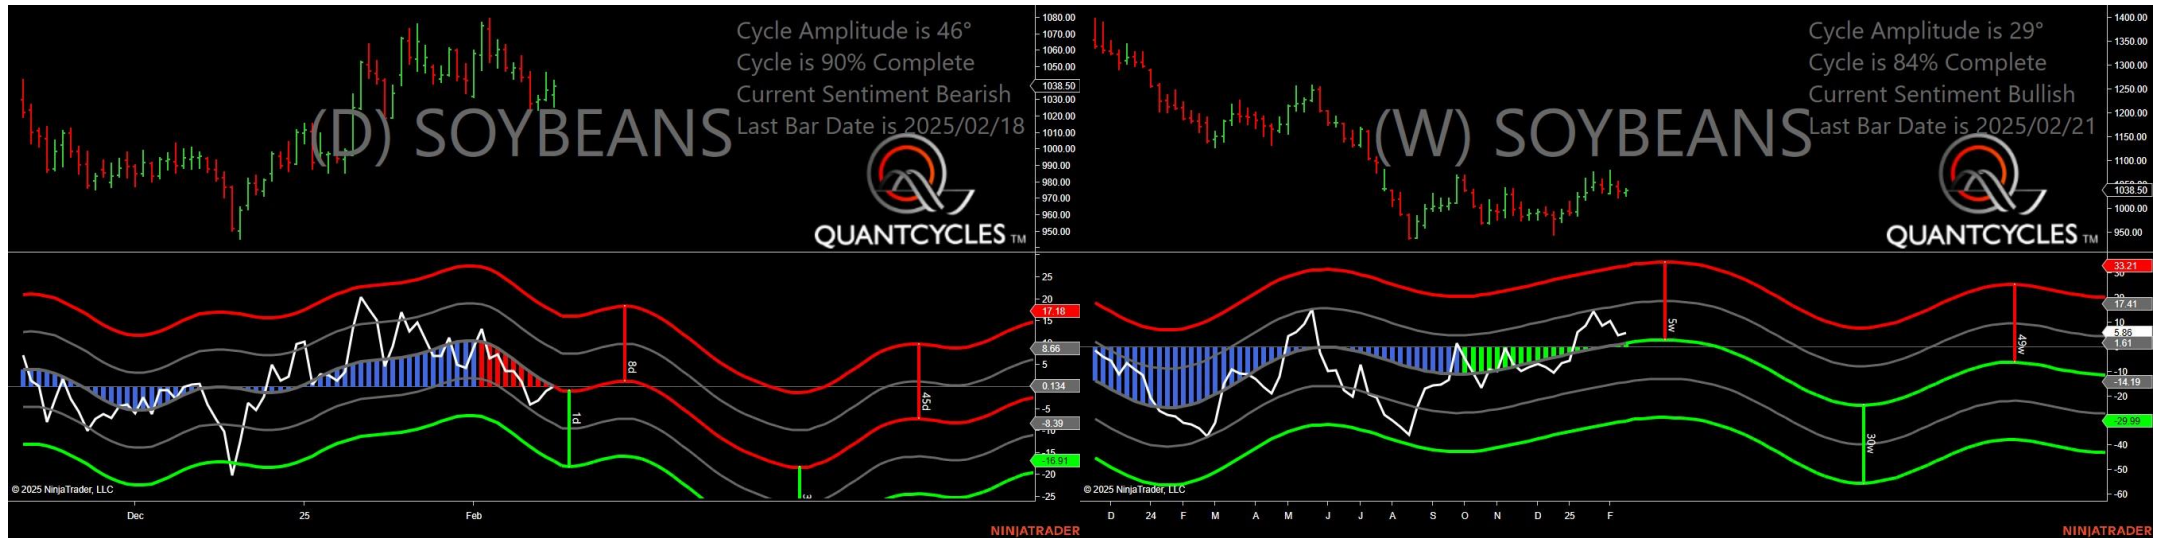 Cycle Amplitude is 46°
Cycle is 90% Complete
Current Sentiment Bearish
Last Bar Date is 2025/02/18
(D) SOYBEANS
QUANTCYCLES TM
1080.00
1070.00
1060.00
1050.00
1038.50
1030.00
1020.00
1010.00
1000.00
990.00
980.00
970.00
960.00
950.00
25
20
17.18
15
8.66
5
0.134
-5
-8.39
-15
-16.91
-20
-25
8d
1d
45d
3
© 2025 NinjaTrader, LLC
Dec
25
Feb
NINJATRADER
Cycle Amplitude is 29°
Cycle is 84% Complete
Current Sentiment Bullish
Last Bar Date is 2025/02/21
(W) SOYBEANS
QUANTCYCLES TM
1400.00
1350.00
1300.00
1250.00
1200.00
1150.00
1100.00
1038.50
1000.00
950.00
33.21
30
17.41
10
5.86
1.61
-10
-14.19
-20
-29.99
-40
-50
-60
5w
49w
30w
© 2025 NinjaTrader, LLC
D
24
F
M
A
M
J
J
A
S
O
N
D
25
F
NINJATRADER